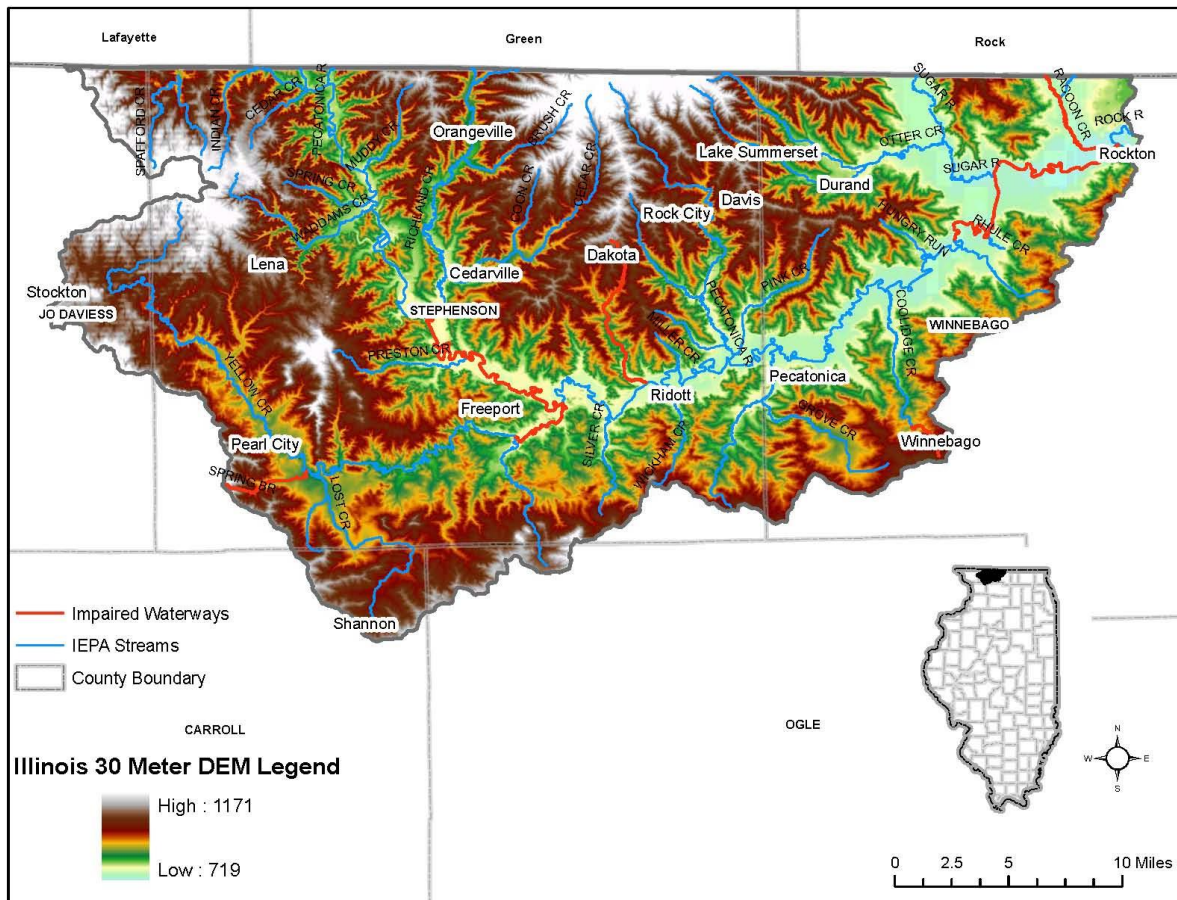 Lafayette
Green
Rock
SPAFFORD CR
INDIAN CR
CEDAR CR
PECATONICA R
MUDD CR
Orangeville
BRUSH CR
SUGAR R
RACOON CR
ROCK R
OTTER CR
Lake Summerset
Rockton
SUGAR R
Durand
SPRING CR
WADDAMS CR
RICHLAND CR
COON CR
CEDAR CR
Davis
Rock City
HUNGRY RUN
RHULE CR
Lena
Cedarville
Dakota
PINK CR
Stockton
JO DAVIESS
STEPHENSON
PECATONICA R
MILLER CR
COOLIDGE CR
WINNEBAGO
PRESTON CR
YELLOW CR
Ridott
Pecatonica
Freeport
SILVER CR
WICKHAM CR
GROVE CR
Winnebago
Pearl City
SPRING BR
LOST CR
Shannon
Impaired Waterways
IEPA Streams
County Boundary
CARROLL
OGLE
Illinois 30 Meter DEM Legend
High : 1171
Low : 719
N
W
E
S
0 2.5 5 10 Miles